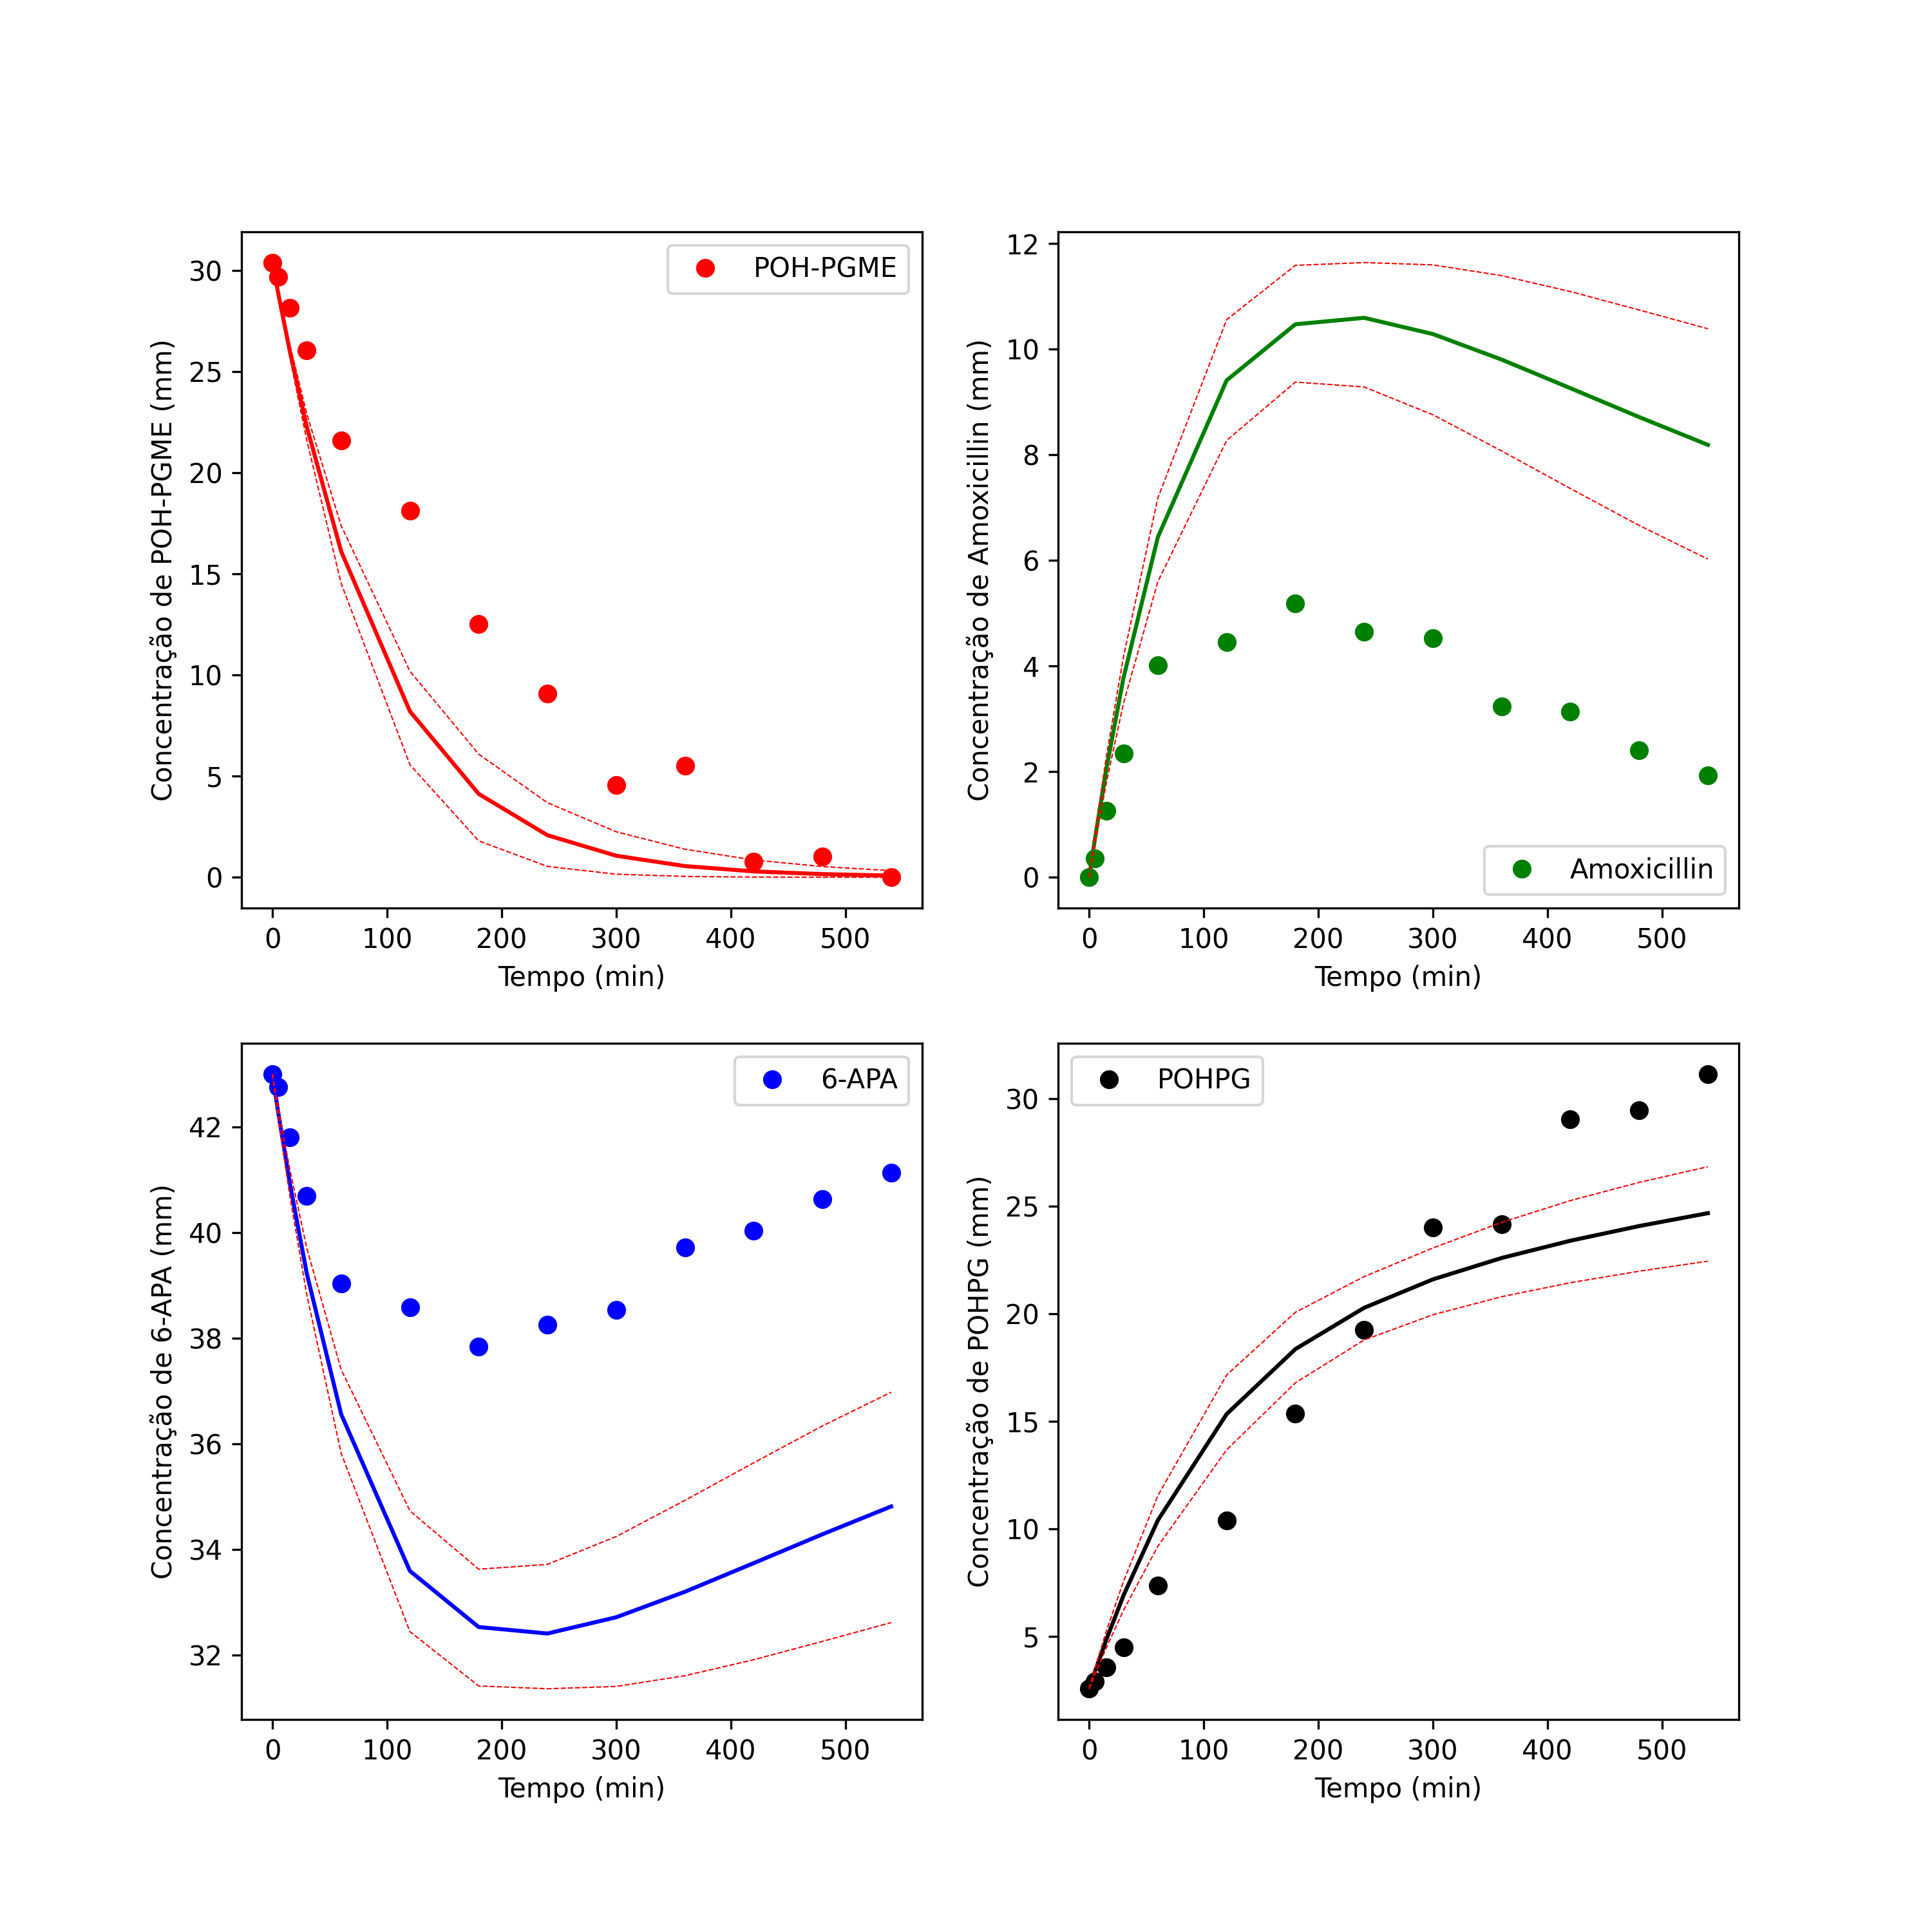 POH-PGME
Concentração de POH-PGME (mm)
30
25
20
15
10
5
0
0 100 200 300 400 500
Tempo (min)
Amoxicillin
Concentração de Amoxicillin (mm)
12
10
8
6
4
2
0
0 100 200 300 400 500
Tempo (min)
6-APA
Concentração de 6-APA (mm)
42
40
38
36
34
32
0 100 200 300 400 500
Tempo (min)
POHPG
Concentração de POHPG (mm)
30
25
20
15
10
5
0 100 200 300 400 500
Tempo (min)